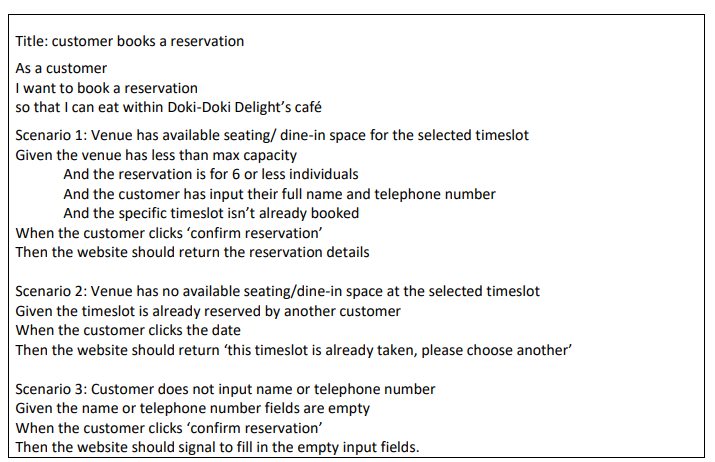 Title: customer books a reservation
As a customer
I want to book a reservation
so that I can eat within Doki-Doki Delight’s café
Scenario 1: Venue has available seating/ dine-in space for the selected timeslot
Given the venue has less than max capacity
And the reservation is for 6 or less individuals
And the customer has input their full name and telephone number
And the specific timeslot isn’t already booked
When the customer clicks ‘confirm reservation’
Then the website should return the reservation details
Scenario 2: Venue has no available seating/dine-in space at the selected timeslot
Given the timeslot is already reserved by another customer
When the customer clicks the date
Then the website should return ‘this timeslot is already taken, please choose another’
Scenario 3: Customer does not input name or telephone number
Given the name or telephone number fields are empty
When the customer clicks ‘confirm reservation’
Then the website should signal to fill in the empty input fields.